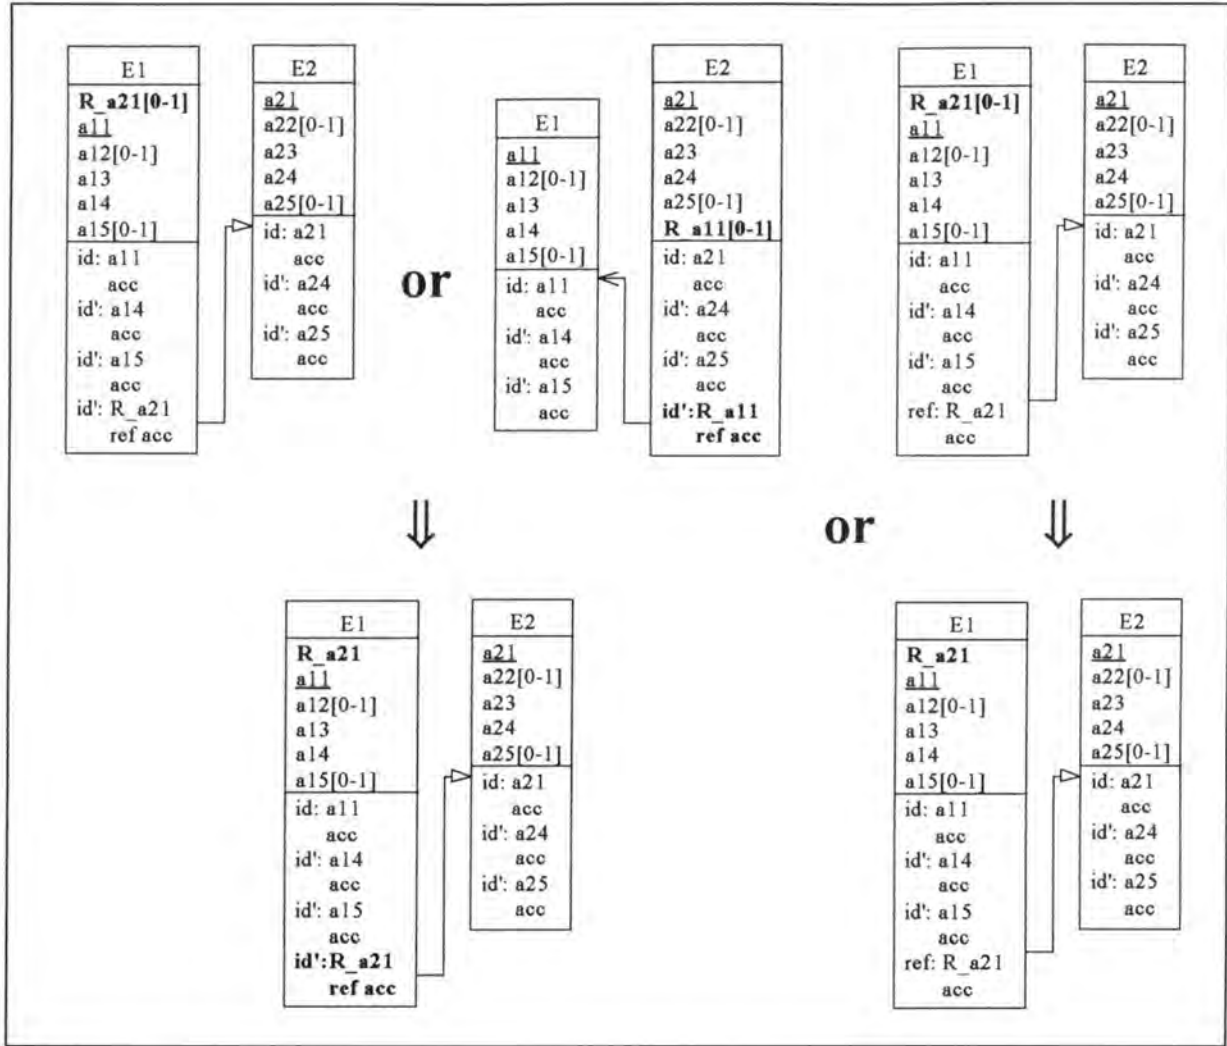 E1
R_a21[0-1]
a11
a12[0-1]
a13
a14
a15[0-1]
id: a11
acc
id': a14
acc
id': a15
acc
id': R_a21
ref acc
E2
a21
a22[0-1]
a23
a24
a25[0-1]
id: a21
acc
id': a24
acc
id': a25
acc
or
E1
a11
a12[0-1]
a13
a14
a15[0-1]
id: a11
acc
id': a14
acc
id': a15
acc
E2
a21
a22[0-1]
a23
a24
a25[0-1]
R_a11[0-1]
id: a21
acc
id': a24
acc
id': a25
acc
id':R_a11
ref acc
E1
R_a21[0-1]
a11
a12[0-1]
a13
a14
a15[0-1]
id: a11
acc
id': a14
acc
id': a15
acc
ref: R_a21
acc
E2
a21
a22[0-1]
a23
a24
a25[0-1]
id: a21
acc
id': a24
acc
id': a25
acc
⇓
or
⇓
E1
R_a21
a11
a12[0-1]
a13
a14
a15[0-1]
id: a11
acc
id': a14
acc
id': a15
acc
id':R_a21
ref acc
E2
a21
a22[0-1]
a23
a24
a25[0-1]
id: a21
acc
id': a24
acc
id': a25
acc
E1
R_a21
a11
a12[0-1]
a13
a14
a15[0-1]
id: a11
acc
id': a14
acc
id': a15
acc
ref: R_a21
acc
E2
a21
a22[0-1]
a23
a24
a25[0-1]
id: a21
acc
id': a24
acc
id': a25
acc